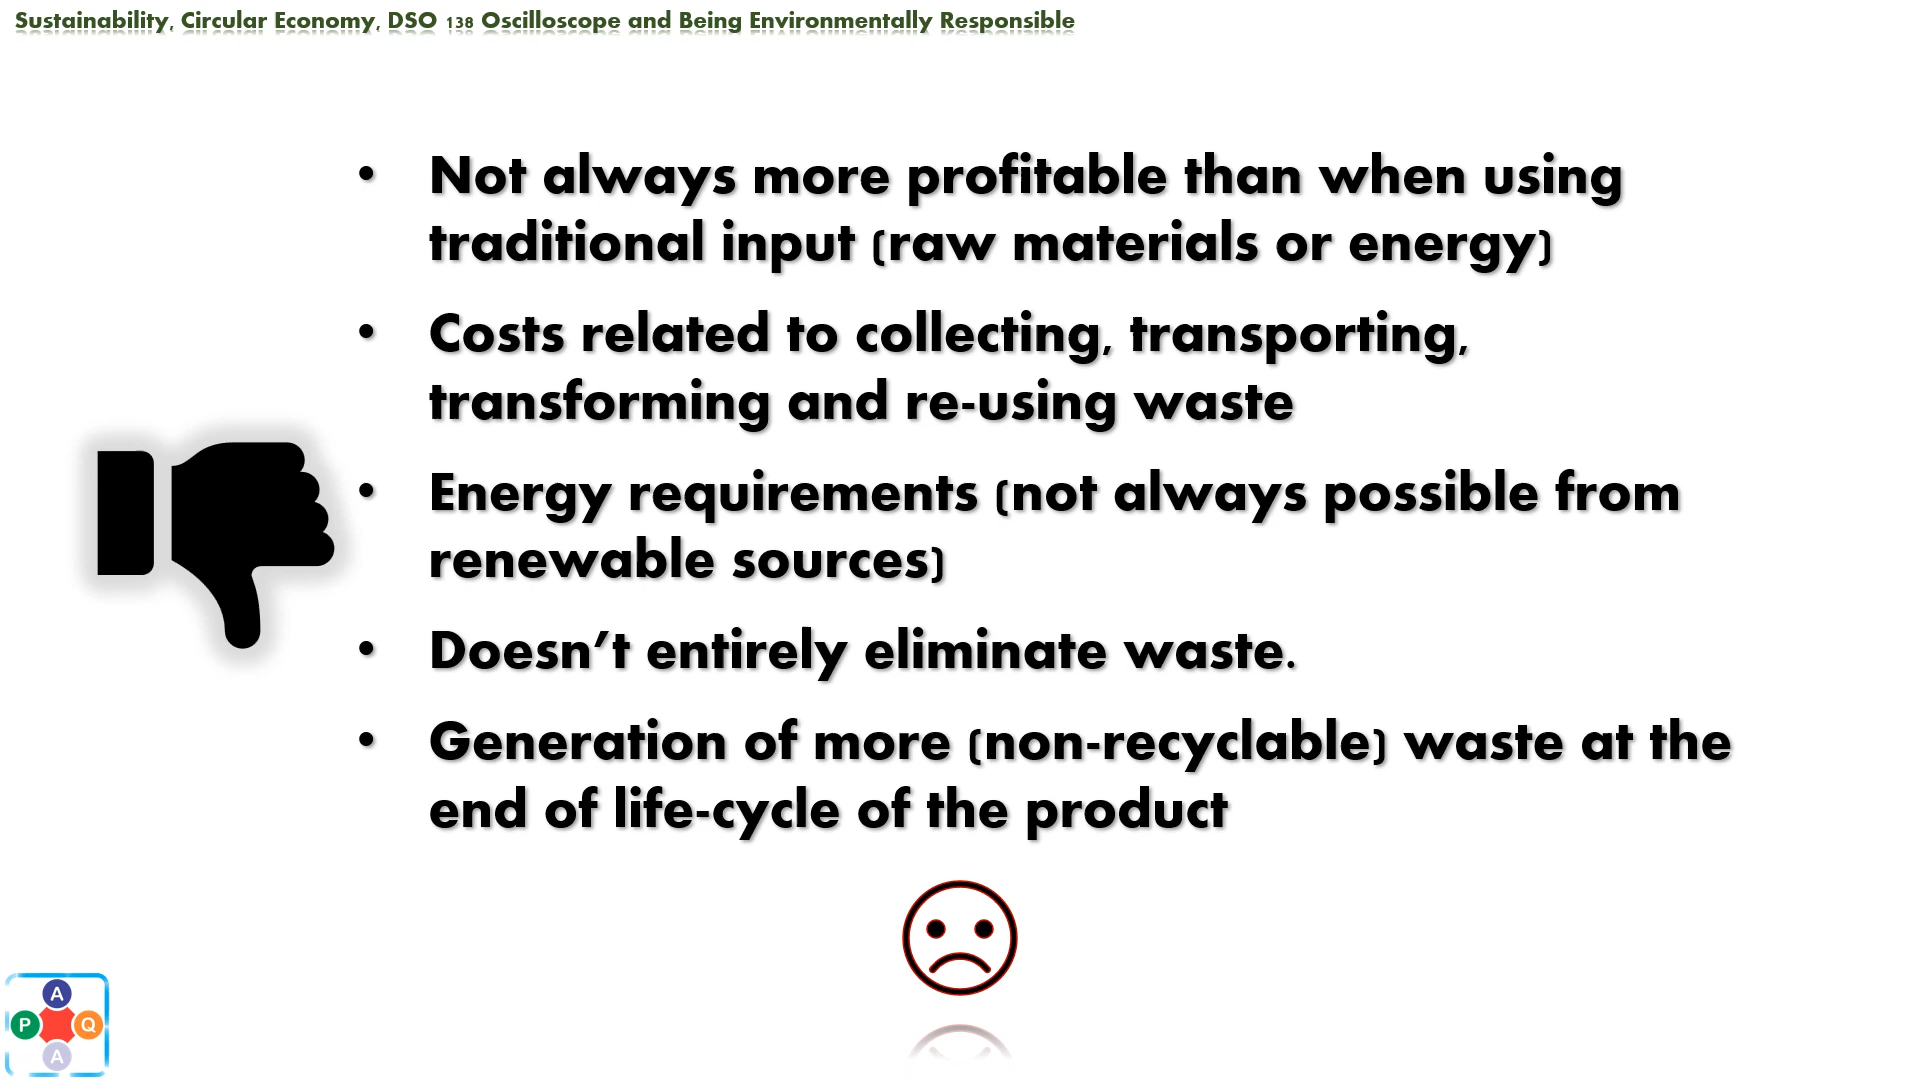 Sustainability, Circular Economy, DSO 138 Oscilloscope and Being Environmentally Responsible
• Not always more profitable than when using
traditional input (raw materials or energy)
• Costs related to collecting, transporting,
transforming and re-using waste
• Energy requirements (not always possible from
renewable sources)
• Doesn’t entirely eliminate waste.
• Generation of more (non-recyclable) waste at the
end of life-cycle of the product
A
P Q
A